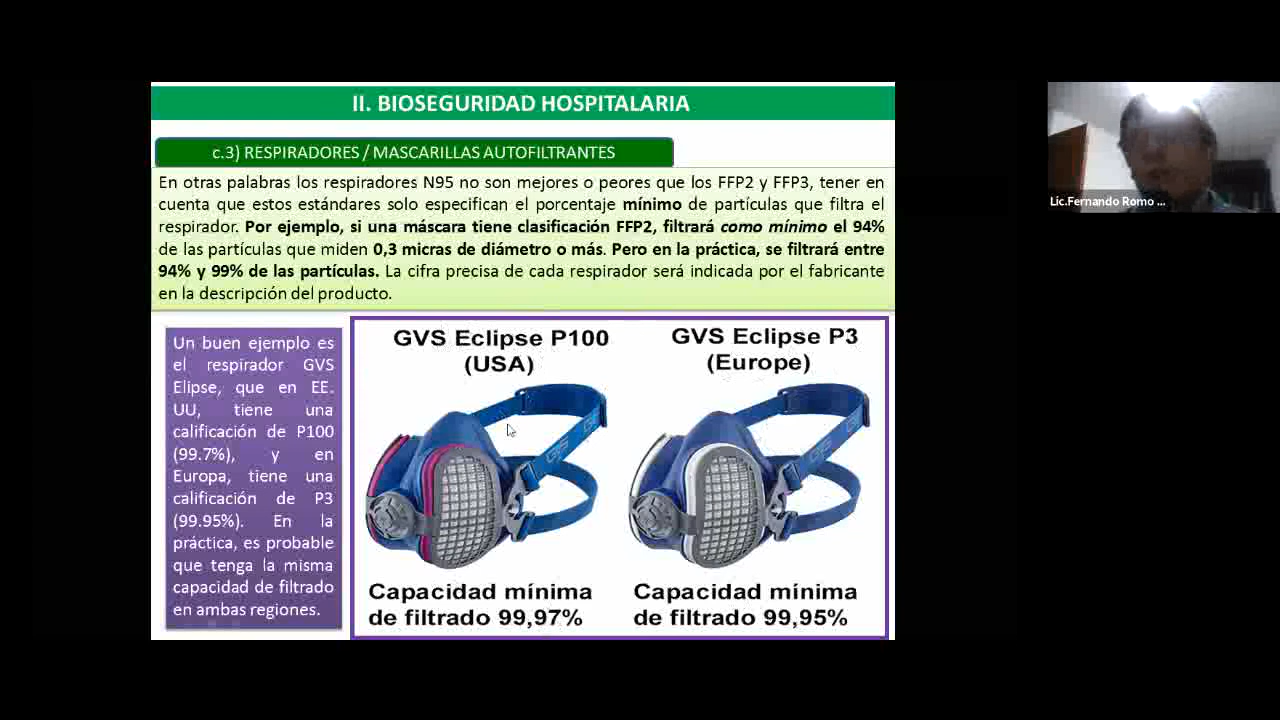 II. BIOSEGURIDAD HOSPITALARIA
c.3) RESPIRADORES / MASCARILLAS AUTOFILTRANTES
En otras palabras los respiradores N95 no son mejores o peores que los FFP2 y FFP3, tener en
cuenta que estos estándares solo especifican el porcentaje mínimo de partículas que filtra el
respirador. Por ejemplo, si una máscara tiene clasificación FFP2, filtrará como mínimo el 94%
de las partículas que miden 0,3 micras de diámetro o más. Pero en la práctica, se filtrará entre
94% y 99% de las partículas. La cifra precisa de cada respirador será indicada por el fabricante
en la descripción del producto.
Un buen ejemplo es
el respirador GVS
Elipse, que en EE.
UU, tiene una
calificación de P100
(99.7%), y en
Europa, tiene una
calificación de P3
(99.95%). En la
práctica, es probable
que tenga la misma
capacidad de filtrado
en ambas regiones.
GVS Eclipse P100
(USA)
GVS Eclipse P3
(Europe)
GVS
GVS
Capacidad mínima
de filtrado 99,97%
Capacidad mínima
de filtrado 99,95%
Lic.Fernando Romo ...